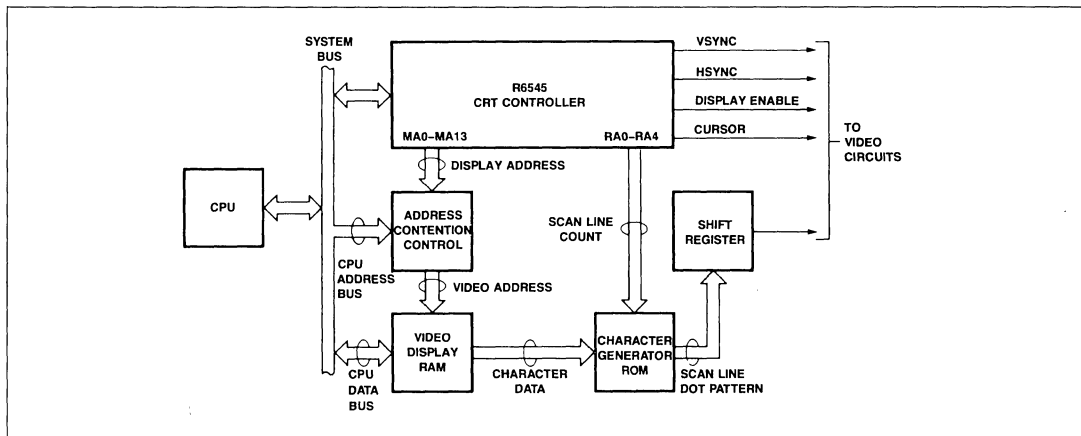 SYSTEM
BUS
R6545
CRT CONTROLLER
MA0–MA13
RA0–RA4
VSYNC
HSYNC
DISPLAY ENABLE
CURSOR
TO
VIDEO
CIRCUITS
DISPLAY ADDRESS
CPU
ADDRESS
CONTENTION
CONTROL
SCAN LINE
COUNT
SHIFT
REGISTER
CPU
ADDRESS
BUS
VIDEO ADDRESS
VIDEO
DISPLAY
RAM
CHARACTER
GENERATOR
ROM
CPU
DATA
BUS
CHARACTER
DATA
SCAN LINE
DOT PATTERN